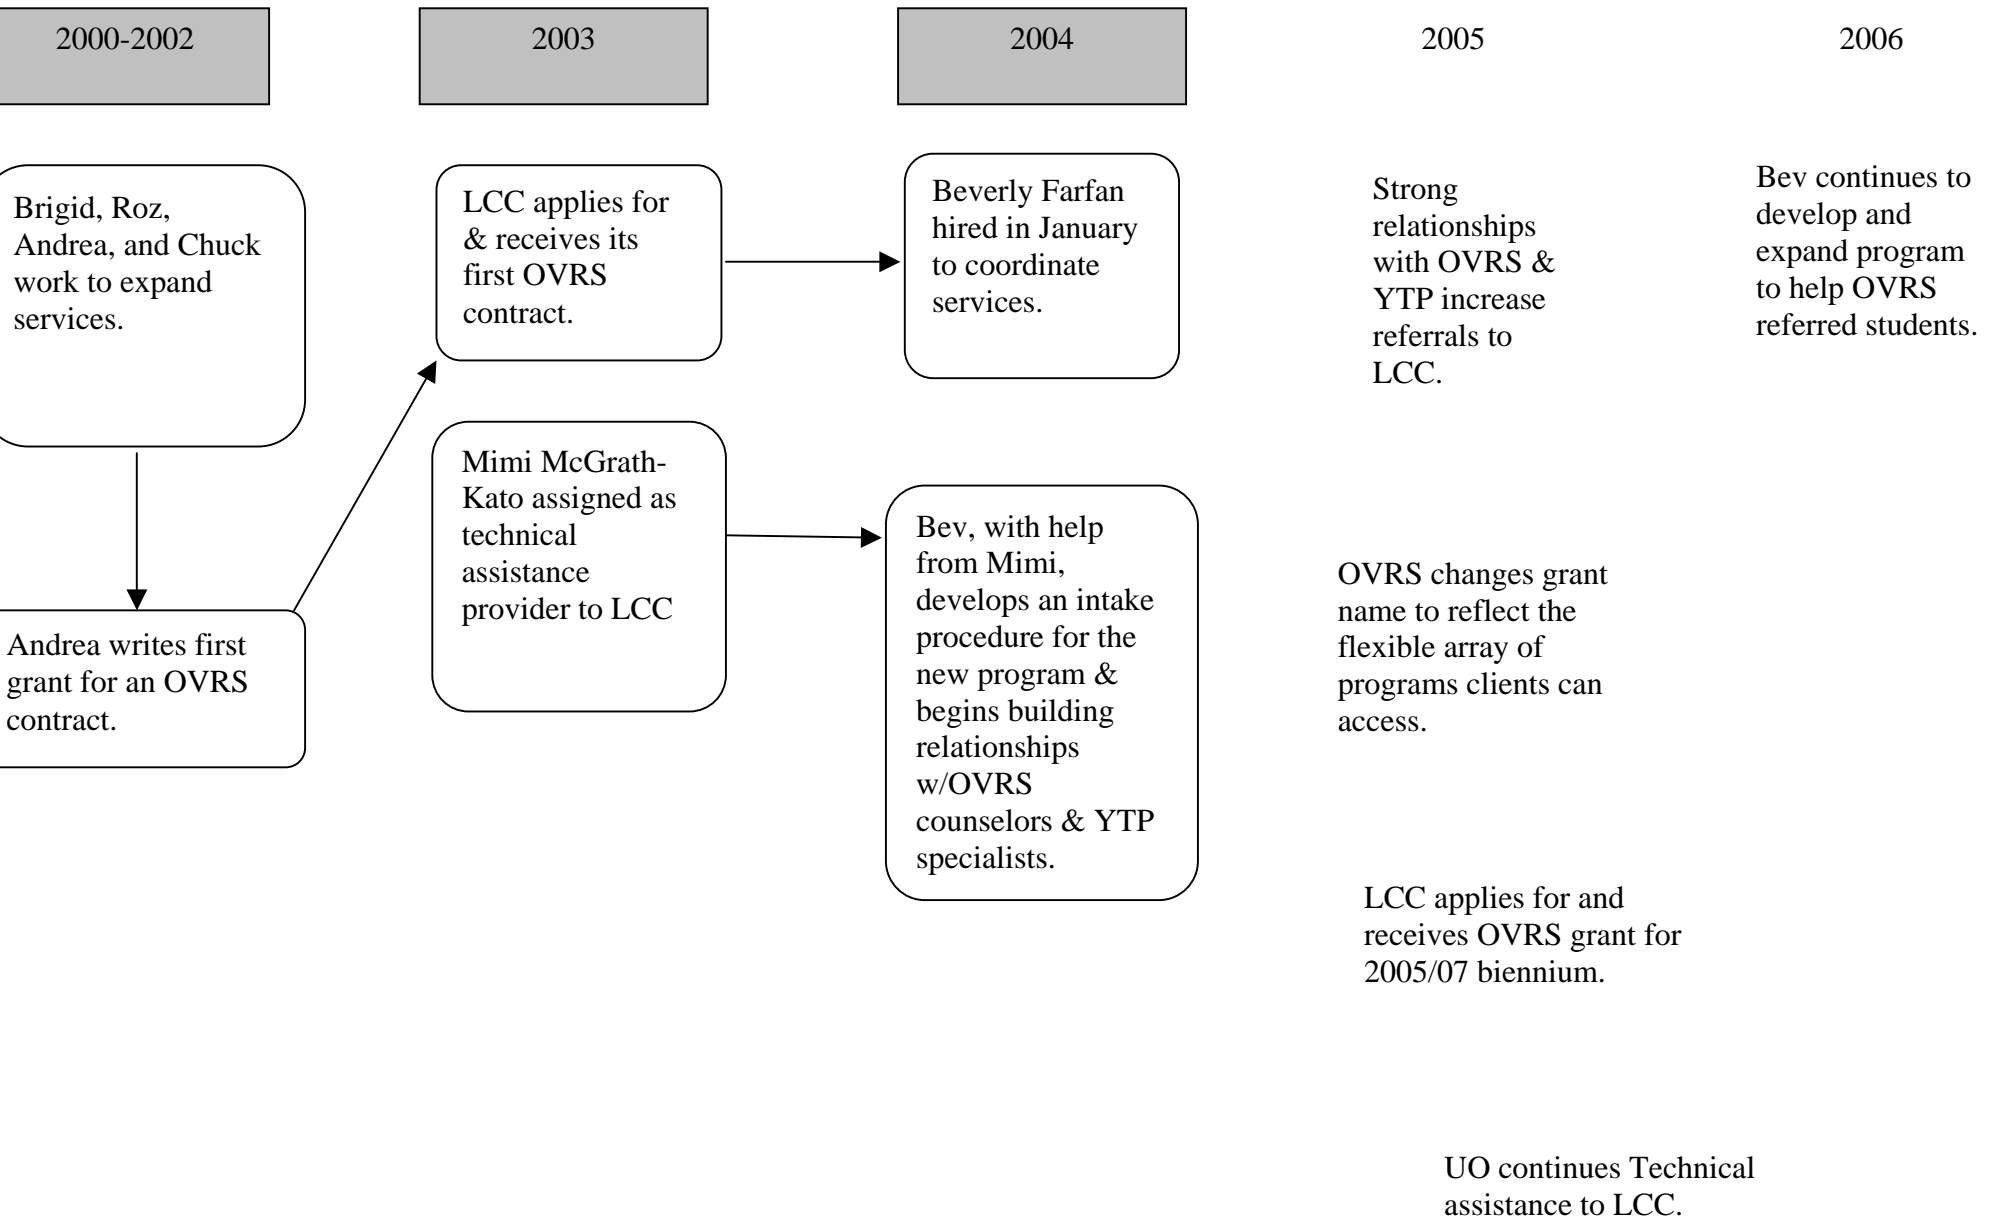 2000-2002
2003
2004
2005
2006
Brigid, Roz,
Andrea, and Chuck
work to expand
services.
Andrea writes first
grant for an OVRS
contract.
LCC applies for
& receives its
first OVRS
contract.
Mimi McGrath-
Kato assigned as
technical
assistance
provider to LCC
Beverly Farfan
hired in January
to coordinate
services.
Bev, with help
from Mimi,
develops an intake
procedure for the
new program &
begins building
relationships
w/OVRS
counselors & YTP
specialists.
Strong
relationships
with OVRS &
YTP increase
referrals to
LCC.
OVRS changes grant
name to reflect the
flexible array of
programs clients can
access.
LCC applies for and
receives OVRS grant for
2005/07 biennium.
UO continues Technical
assistance to LCC.
Bev continues to
develop and
expand program
to help OVRS
referred students.